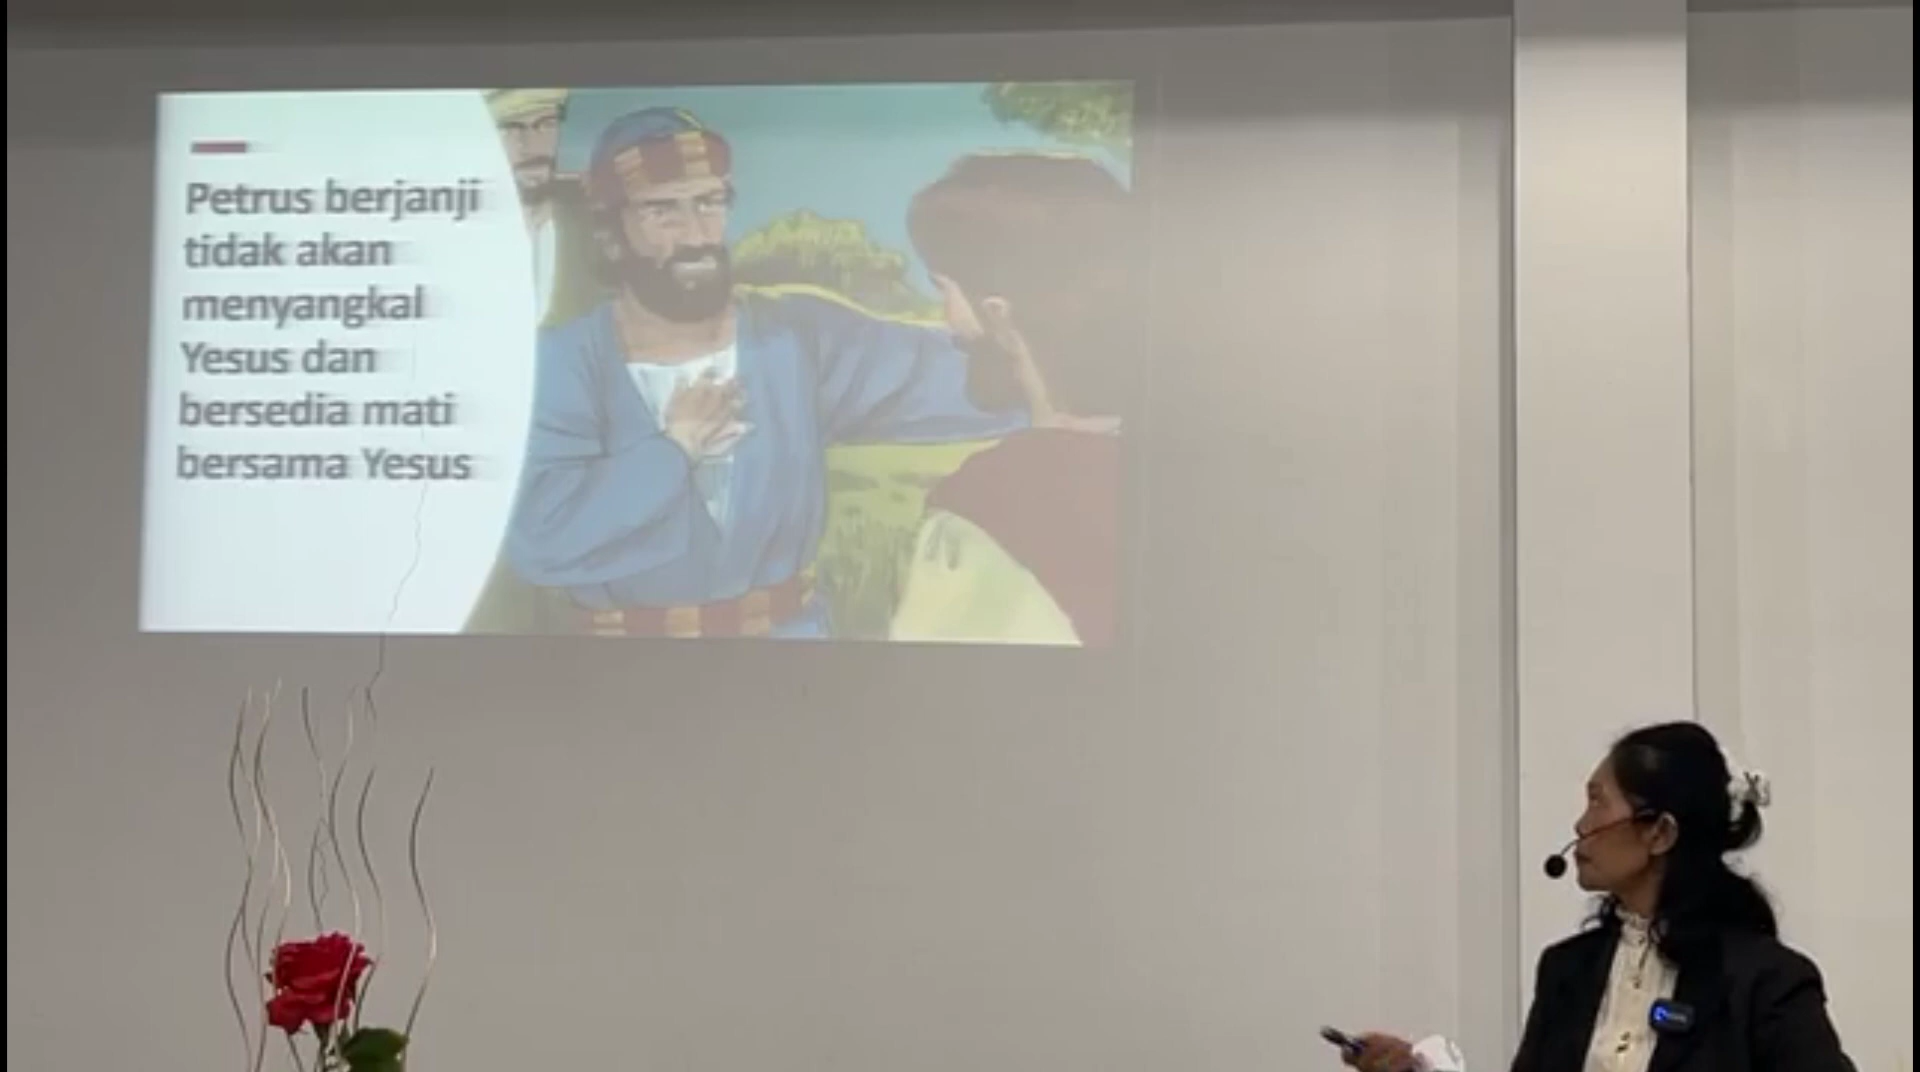 Petrus berjanji
tidak akan
menyangkal
Yesus dan
bersedia mati
bersama Yesus